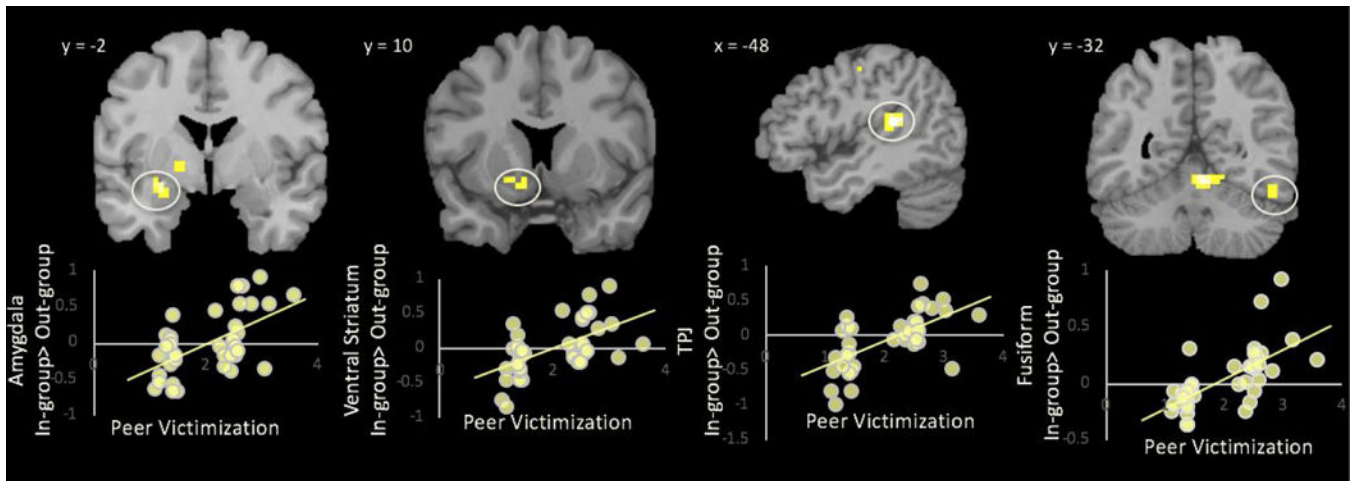 y = -2
y = 10
x = -48
y = -32
Amygdala
In-group> Out-group
1
0.5
0
-0.5
-1
0
2
4
Peer Victimization
Ventral Striatum
In-group> Out-group
1
0.5
0
-0.5
-1
0
2
4
Peer Victimization
TPJ
In-group> Out-group
1
0.5
0
-0.5
-1
-1.5
0
1
2
3
4
Peer Victimization
Fusiform
In-group> Out-group
1
0.5
0
-0.5
0
1
2
3
4
Peer Victimization